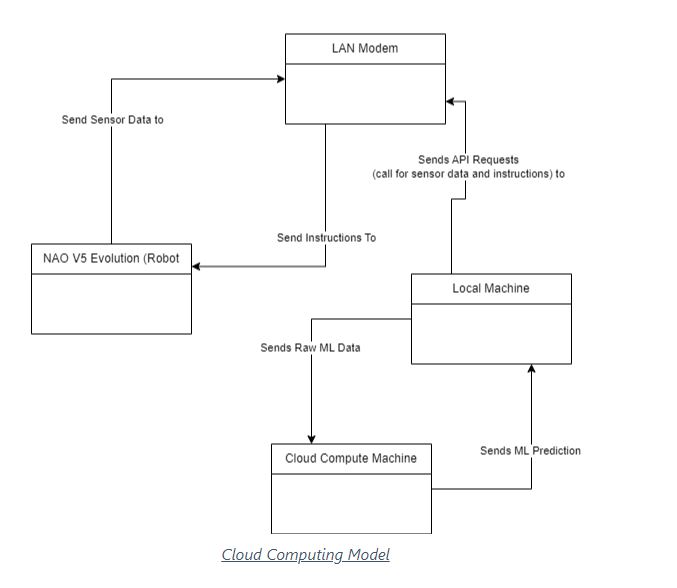 LAN Modem
Send Sensor Data to
Sends API Requests
(call for sensor data and instructions) to
Send Instructions To
NAO V5 Evolution (Robot
Local Machine
Sends Raw ML Data
Cloud Compute Machine
Sends ML Prediction
Cloud Computing Model